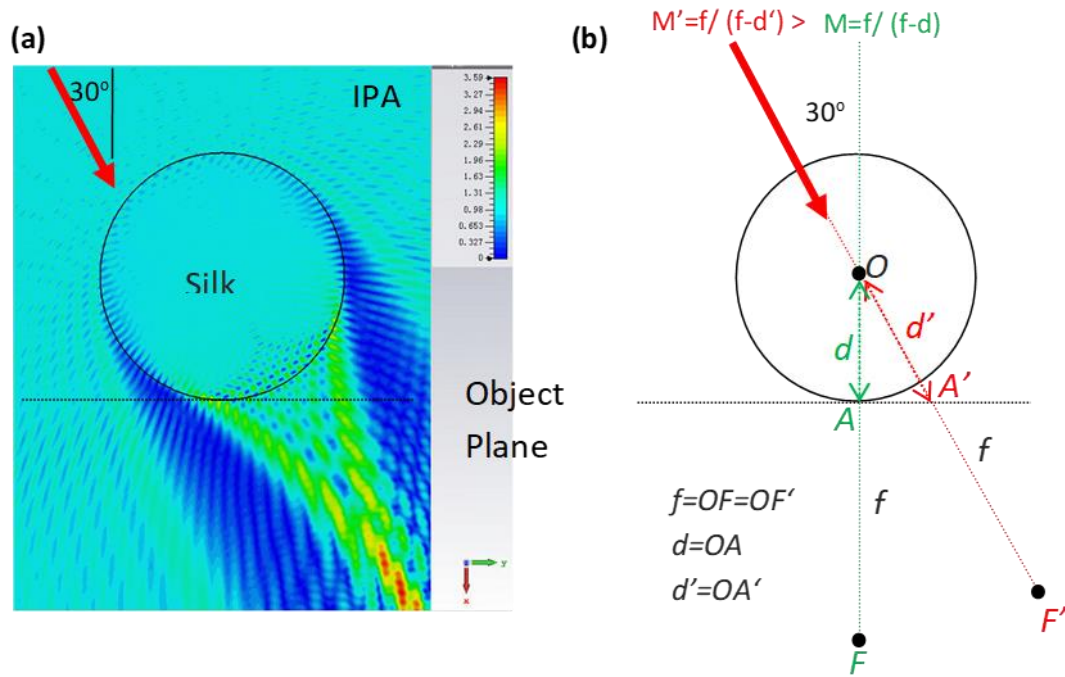 (a)
30°
IPA
3.59
3.27
2.94
2.61
2.29
1.96
1.63
1.31
0.98
0.653
0.327
0
Silk
Object
Plane
y
x
(b)
M'=f/ (f-d') > M=f/ (f-d)
30°
O
d
d'
A
A'
f
f
f=OF=OF'
d=OA
d'=OA'
F
F'